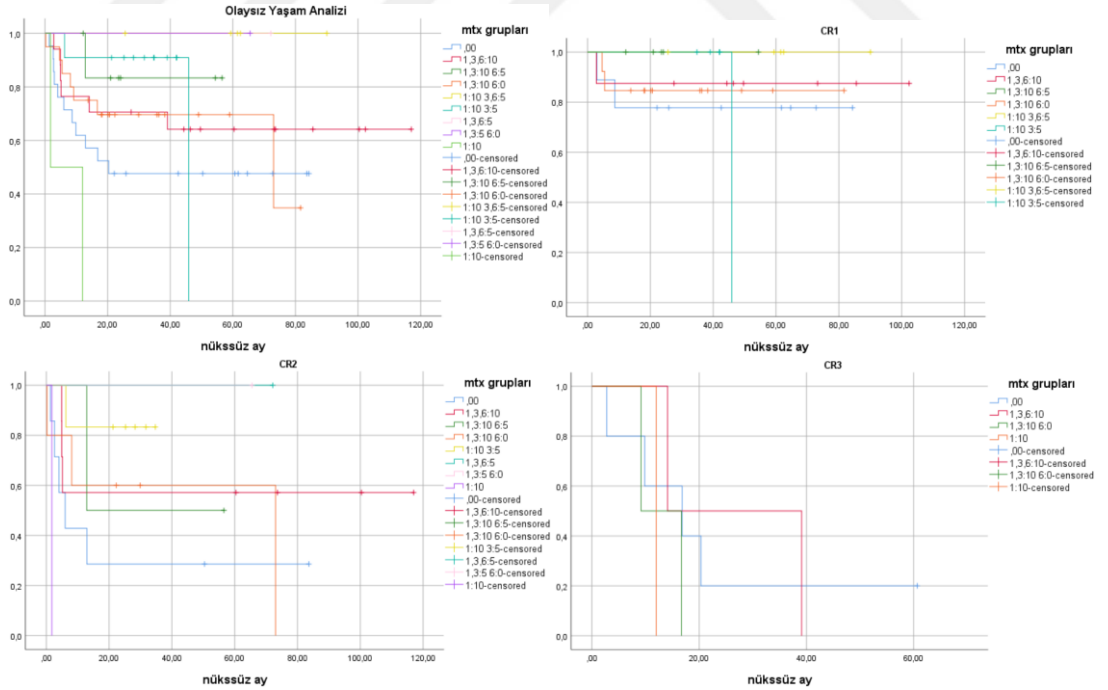 Olaysız Yaşam Analizi
1,0
0,8
0,6
0,4
0,2
0,0
,00
20,00
40,00
60,00
80,00
100,00
120,00
nükssüz ay
mtx grupları
,00
1,3,6:10
1,3:10 6:5
1,3:10 6:0
1:10 3,6:5
1:10 3:5
1,3,6:5
1,3:5 6:0
1:10
,00-censored
1,3,6:10-censored
1,3:10 6:5-censored
1,3:10 6:0-censored
1:10 3,6:5-censored
1:10 3:5-censored
1,3,6:5-censored
1,3:5 6:0-censored
1:10-censored
CR1
1,0
0,8
0,6
0,4
0,2
0,0
,00
20,00
40,00
60,00
80,00
100,00
120,00
nükssüz ay
mtx grupları
,00
1,3,6:10
1,3:10 6:5
1,3:10 6:0
1:10 3,6:5
1:10 3:5
,00-censored
1,3,6:10-censored
1,3:10 6:5-censored
1,3:10 6:0-censored
1:10 3,6:5-censored
1:10 3:5-censored
CR2
1,0
0,8
0,6
0,4
0,2
0,0
,00
20,00
40,00
60,00
80,00
100,00
120,00
nükssüz ay
mtx grupları
,00
1,3,6:10
1,3:10 6:5
1,3:10 6:0
1:10 3:5
1,3,6:5
1,3:5 6:0
1:10
,00-censored
1,3,6:10-censored
1,3:10 6:5-censored
1,3:10 6:0-censored
1:10 3:5-censored
1,3,6:5-censored
1,3:5 6:0-censored
1:10-censored
CR3
1,0
0,8
0,6
0,4
0,2
0,0
,00
20,00
40,00
60,00
nükssüz ay
mtx grupları
,00
1,3,6:10
1,3:10 6:0
1:10
,00-censored
1,3,6:10-censored
1,3:10 6:0-censored
1:10-censored